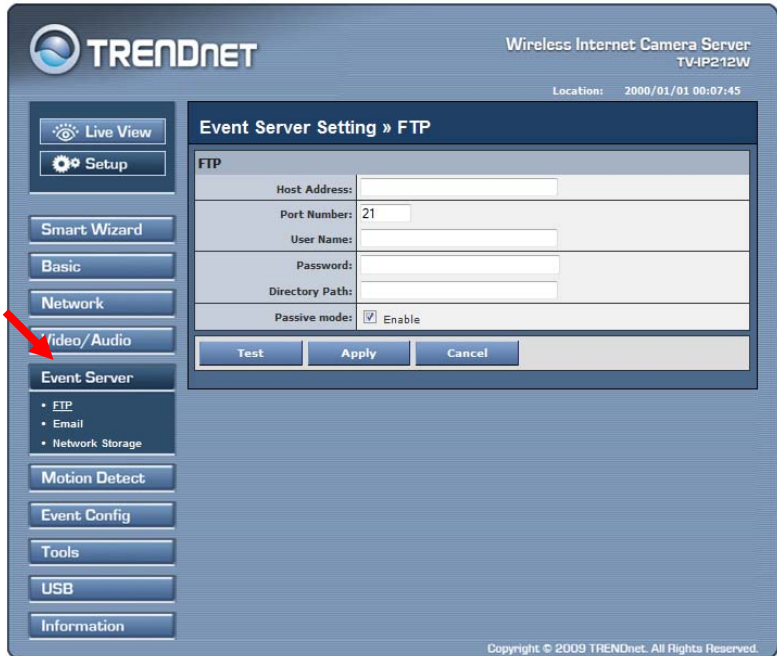 TRENDNET
Wireless Internet Camera Server
TV-IP212W
Location: 2000/01/01 00:07:45
Live View
Setup
Smart Wizard
Basic
Network
Video/Audio
Event Server
• FTP
• Email
• Network Storage
Motion Detect
Event Config
Tools
USB
Information
Event Server Setting » FTP
FTP
Host Address:
Port Number: 21
User Name:
Password:
Directory Path:
Passive mode: Enable
Test Apply Cancel
Copyright © 2009 TRENDnet. All Rights Reserved.